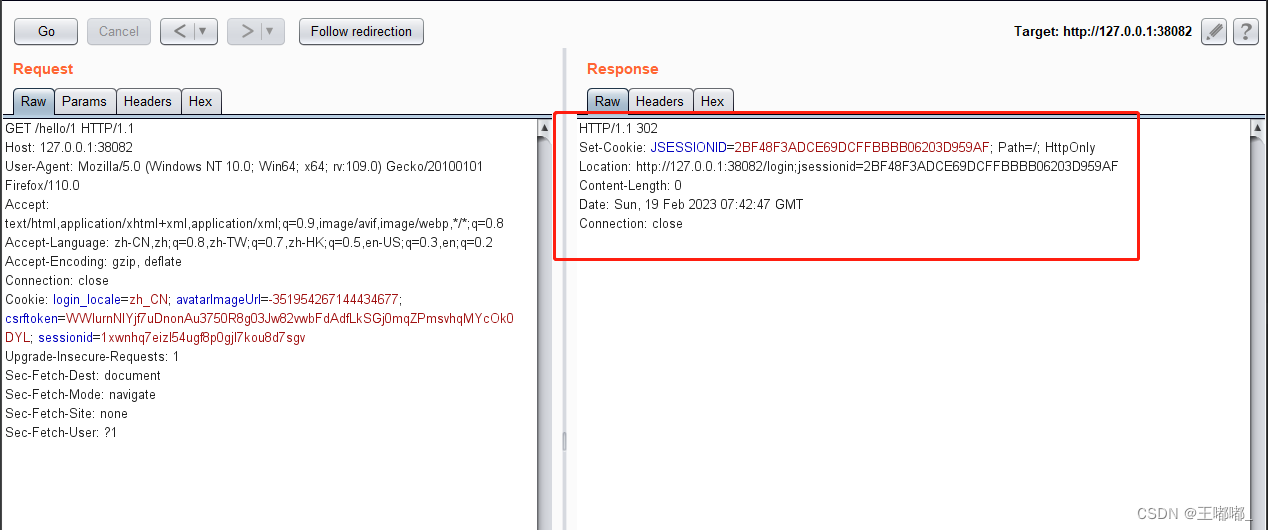 Go Cancel < > Follow redirection Target: http://127.0.0.1:38082 ?
Request
Raw Params Headers Hex
GET /hello/1 HTTP/1.1
Host: 127.0.0.1:38082
User-Agent: Mozilla/5.0 (Windows NT 10.0; Win64; x64; rv:109.0) Gecko/20100101
Firefox/110.0
Accept:
text/html,application/xhtml+xml,application/xml;q=0.9,image/avif,image/webp,*/*;q=0.8
Accept-Language: zh-CN,zh;q=0.8,zh-TW;q=0.7,zh-HK;q=0.5,en-US;q=0.3,en;q=0.2
Accept-Encoding: gzip, deflate
Connection: close
Cookie: login_locale=zh_CN; avatarImageUrl=-351954267144434677;
csrftoken=WWlurnNlYjf7uDnonAu3750R8g03Jw82vwbFdAdfLkSGj0mqZPmsvhqMYcOk0
DYL; sessionid=1xwnhq7eizl54ugf8p0gjl7kou8d7sgv
Upgrade-Insecure-Requests: 1
Sec-Fetch-Dest: document
Sec-Fetch-Mode: navigate
Sec-Fetch-Site: none
Sec-Fetch-User: ?1
Response
Raw Headers Hex
HTTP/1.1 302
Set-Cookie: JSESSIONID=2BF48F3ADCE69DCFFBBBB06203D959AF; Path=/; HttpOnly
Location: http://127.0.0.1:38082/login;jsessionid=2BF48F3ADCE69DCFFBBBB06203D959AF
Content-Length: 0
Date: Sun, 19 Feb 2023 07:42:47 GMT
Connection: close
CSDN @王嘟嘟_